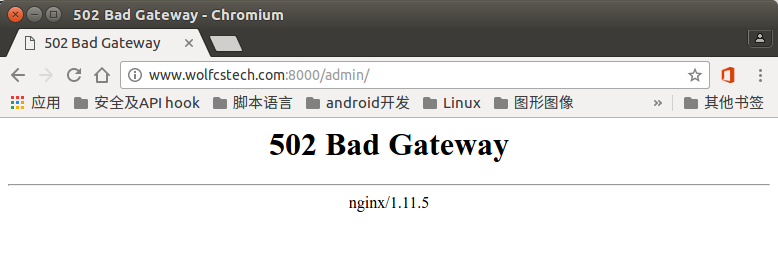 502 Bad Gateway - Chromium
502 Bad Gateway
www.wolfcstech.com:8000/admin/
应用 安全及API hook 脚本语言 android开发 Linux 图形图像 » 其他书签
502 Bad Gateway
nginx/1.11.5